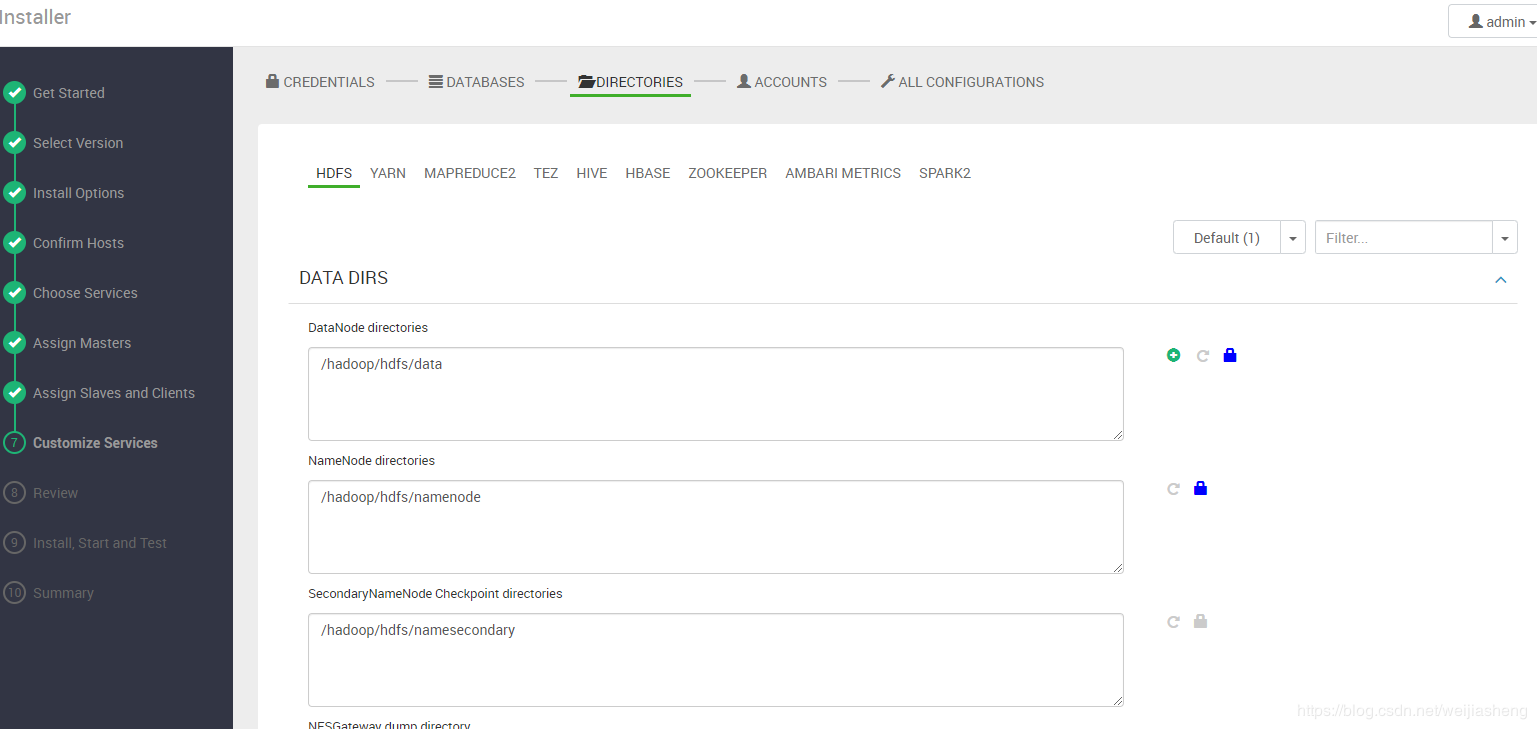 Installer
admin
Get Started
Select Version
Install Options
Confirm Hosts
Choose Services
Assign Masters
Assign Slaves and Clients
7 Customize Services
8 Review
9 Install, Start and Test
10 Summary
CREDENTIALS DATABASES DIRECTORIES ACCOUNTS ALL CONFIGURATIONS
HDFS YARN MAPREDUCE2 TEZ HIVE HBASE ZOOKEEPER AMBARI METRICS SPARK2
Default (1) Filter...
DATA DIRS
DataNode directories
/hadoop/hdfs/data
NameNode directories
/hadoop/hdfs/namenode
SecondaryNameNode Checkpoint directories
/hadoop/hdfs/namesecondary
NFSGateway dump directory
https://blog.csdn.net/weijiasheng